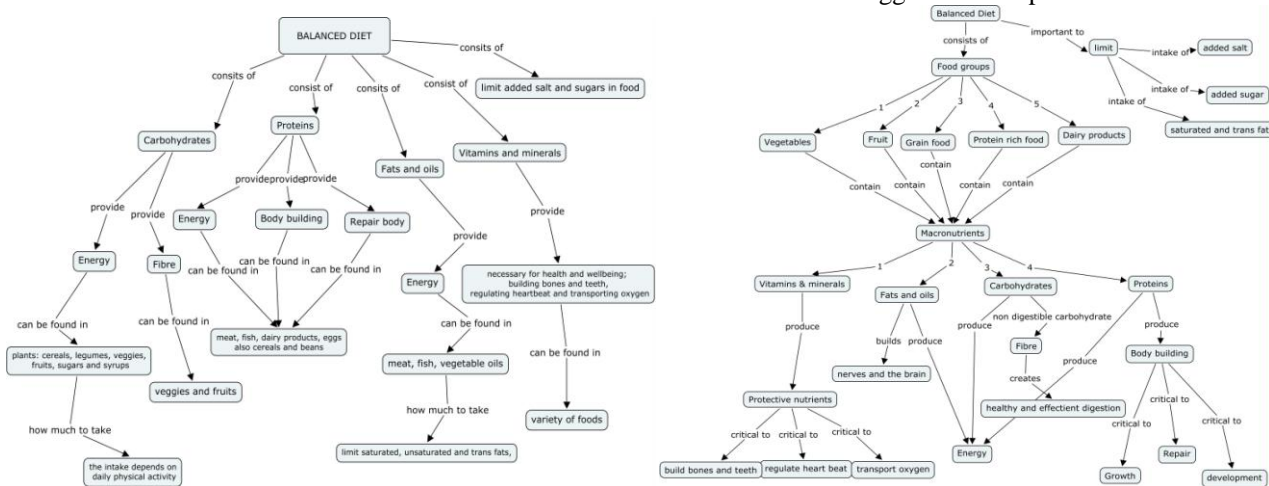 BALANCED DIET
consits of
consits of
consist of
consits of
consist of
limit added salt and sugars in food
Carbohydrates
Proteins
Fats and oils
Vitamins and minerals
provide
provide
provide
provide
provide
provide
provide
Energy
Fibre
Energy
Body building
Repair body
Energy
necessary for health and wellbeing;
building bones and teeth,
regulating heartbeat and transporting oxygen
can be found in
can be found in
can be found in
can be found in
can be found in
can be found in
can be found in
plants: cereals, legumes, veggies,
fruits, sugars and syrups
veggies and fruits
meat, fish, dairy products, eggs
also cereals and beans
meat, fish, vegetable oils
variety of foods
how much to take
how much to take
the intake depends on
daily physical activity
limit saturated, unsaturated and trans fats,
Balanced Diet
consists of
important to
Food groups
limit
intake of
added salt
intake of
added sugar
intake of
saturated and trans fat
1
2
3
4
5
Vegetables
Fruit
Grain food
Protein rich food
Dairy products
contain
contain
contain
contain
contain
Macronutrients
1
2
3
4
Vitamins & minerals
Fats and oils
Carbohydrates
Proteins
produce
builds
produce
produce
non digestible carbohydrate
produce
produce
nerves and the brain
Fibre
creates
healthy and effectient digestion
Body building
Protective nutrients
critical to
critical to
critical to
critical to
critical to
critical to
build bones and teeth
regulate heart beat
transport oxygen
Energy
Growth
Repair
development